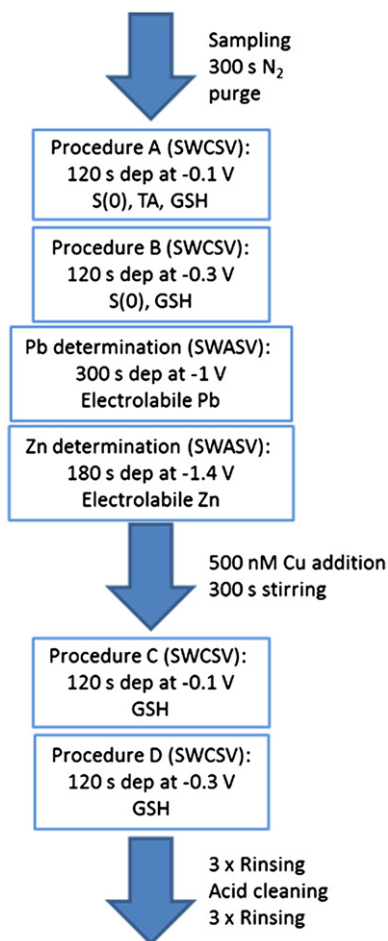 Sampling
300 s N₂
purge
Procedure A (SWCSV):
120 s dep at -0.1 V
S(0), TA, GSH
Procedure B (SWCSV):
120 s dep at -0.3 V
S(0), GSH
Pb determination (SWASV):
300 s dep at -1 V
Electrolabile Pb
Zn determination (SWASV):
180 s dep at -1.4 V
Electrolabile Zn
500 nM Cu addition
300 s stirring
Procedure C (SWCSV):
120 s dep at -0.1 V
GSH
Procedure D (SWCSV):
120 s dep at -0.3 V
GSH
3 x Rinsing
Acid cleaning
3 x Rinsing